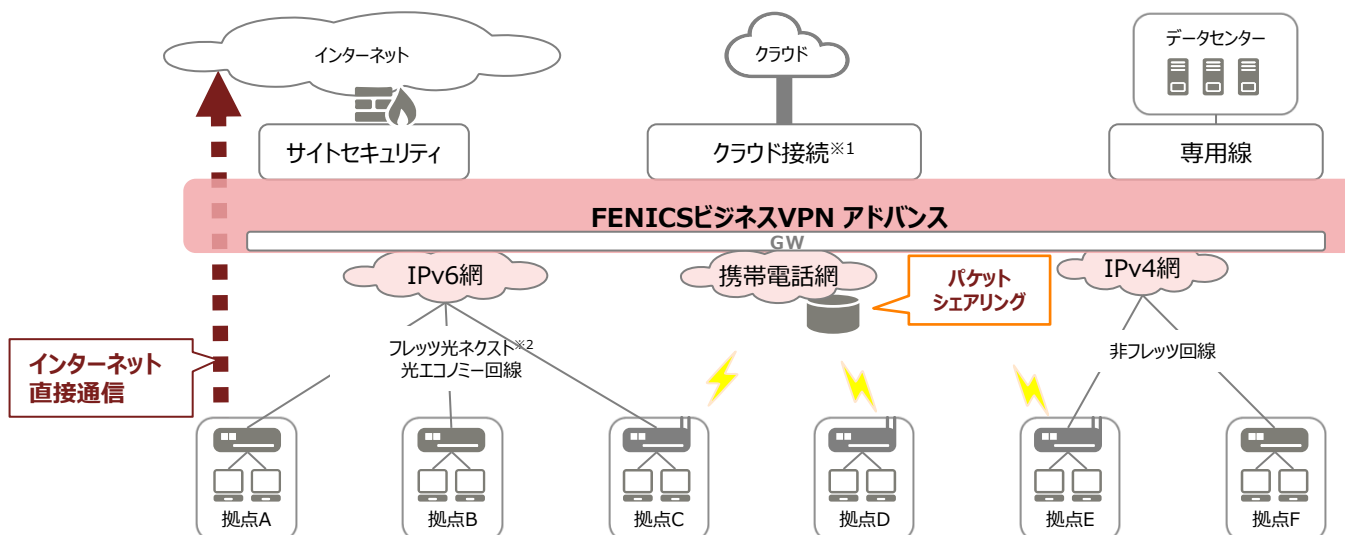 インターネット
クラウド
データセンター
サイトセキュリティ
クラウド接続※1
専用線
FENICSビジネスVPN アドバンス
GW
IPv6網
携帯電話網
IPv4網
パケット
シェアリング
インターネット
直接通信
フレッツ光ネクスト※2
光エコノミー回線
非フレッツ回線
拠点A
拠点B
拠点C
拠点D
拠点E
拠点F